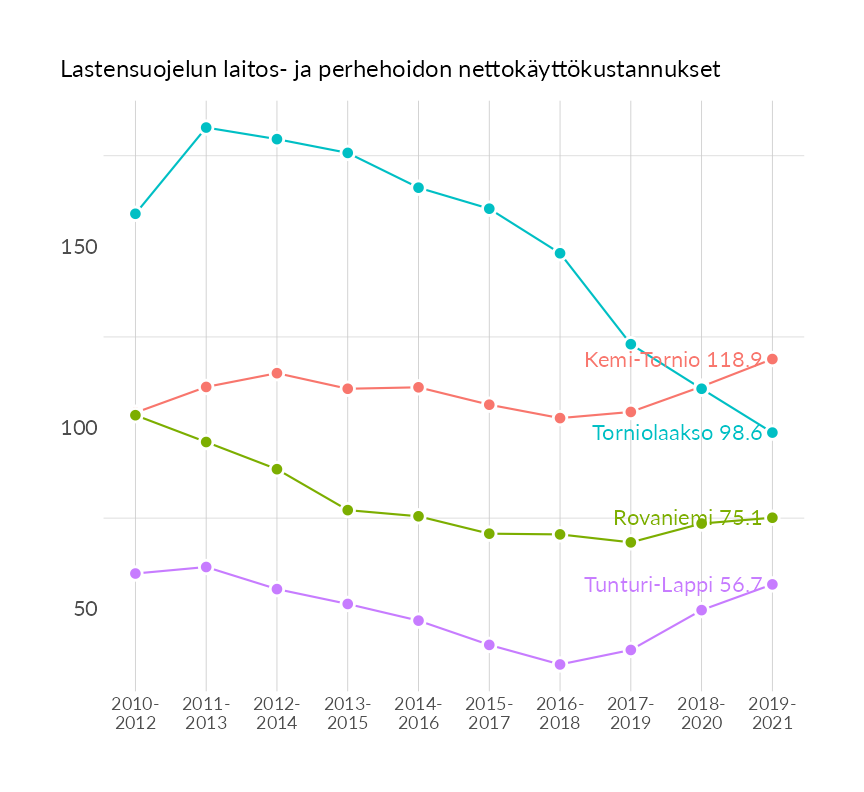 Lastensuojelun laitos- ja perhehoidon nettokäyttökustannukset
150
100
50
Kemi-Tornio 118.9
Torniolaakso 98.6
Rovaniemi 75.1
Tunturi-Lappi 56.7
2010- 2011- 2012- 2013- 2014- 2015- 2016- 2017- 2018- 2019-
2012 2013 2014 2015 2016 2017 2018 2019 2020 2021